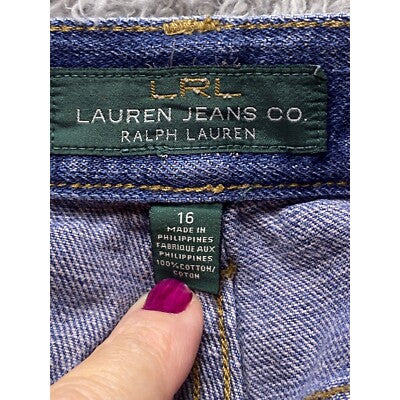 LRL
LAUREN JEANS CO.
RALPH LAUREN
16
MADE IN
PHILIPPINES
FABRIQUE AUX
PHILIPPINES
100% COTTON/
COTON